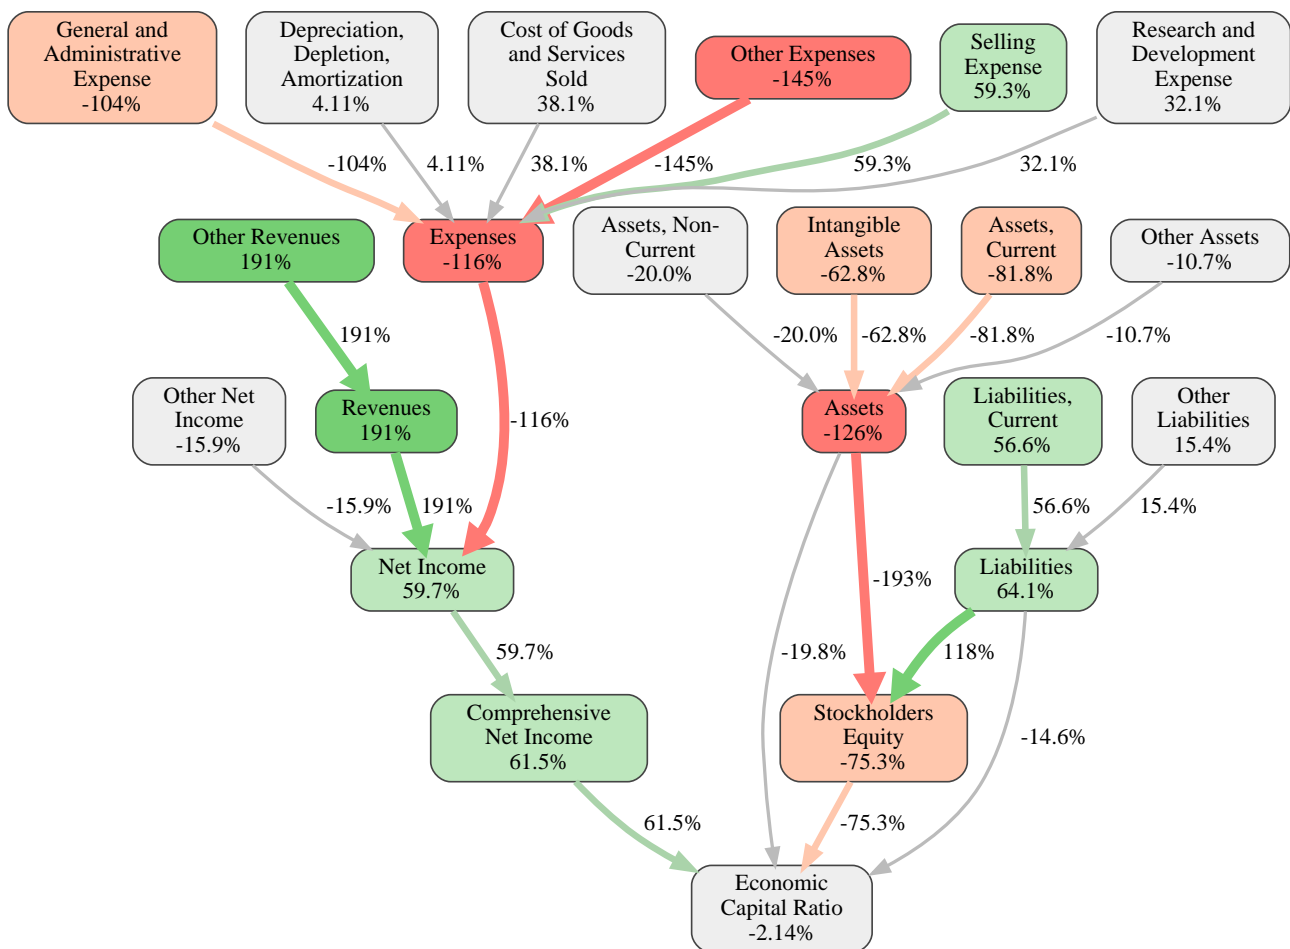 General and
Administrative
Expense
-104%
Depreciation,
Depletion,
Amortization
4.11%
Cost of Goods
and Services
Sold
38.1%
Other Expenses
-145%
Selling
Expense
59.3%
Research and
Development
Expense
32.1%
-104%
4.11%
38.1%
-145%
59.3%
32.1%
Other Revenues
191%
Expenses
-116%
Assets, Non-
Current
-20.0%
Intangible
Assets
-62.8%
Assets,
Current
-81.8%
Other Assets
-10.7%
191%
-20.0%
-62.8%
-81.8%
-10.7%
Other Net
Income
-15.9%
Revenues
191%
-116%
Assets
-126%
Liabilities,
Current
56.6%
Other
Liabilities
15.4%
-15.9%
191%
56.6%
15.4%
Net Income
59.7%
-193%
Liabilities
64.1%
59.7%
-19.8%
118%
Comprehensive
Net Income
61.5%
Stockholders
Equity
-75.3%
-14.6%
61.5%
-75.3%
Economic
Capital Ratio
-2.14%